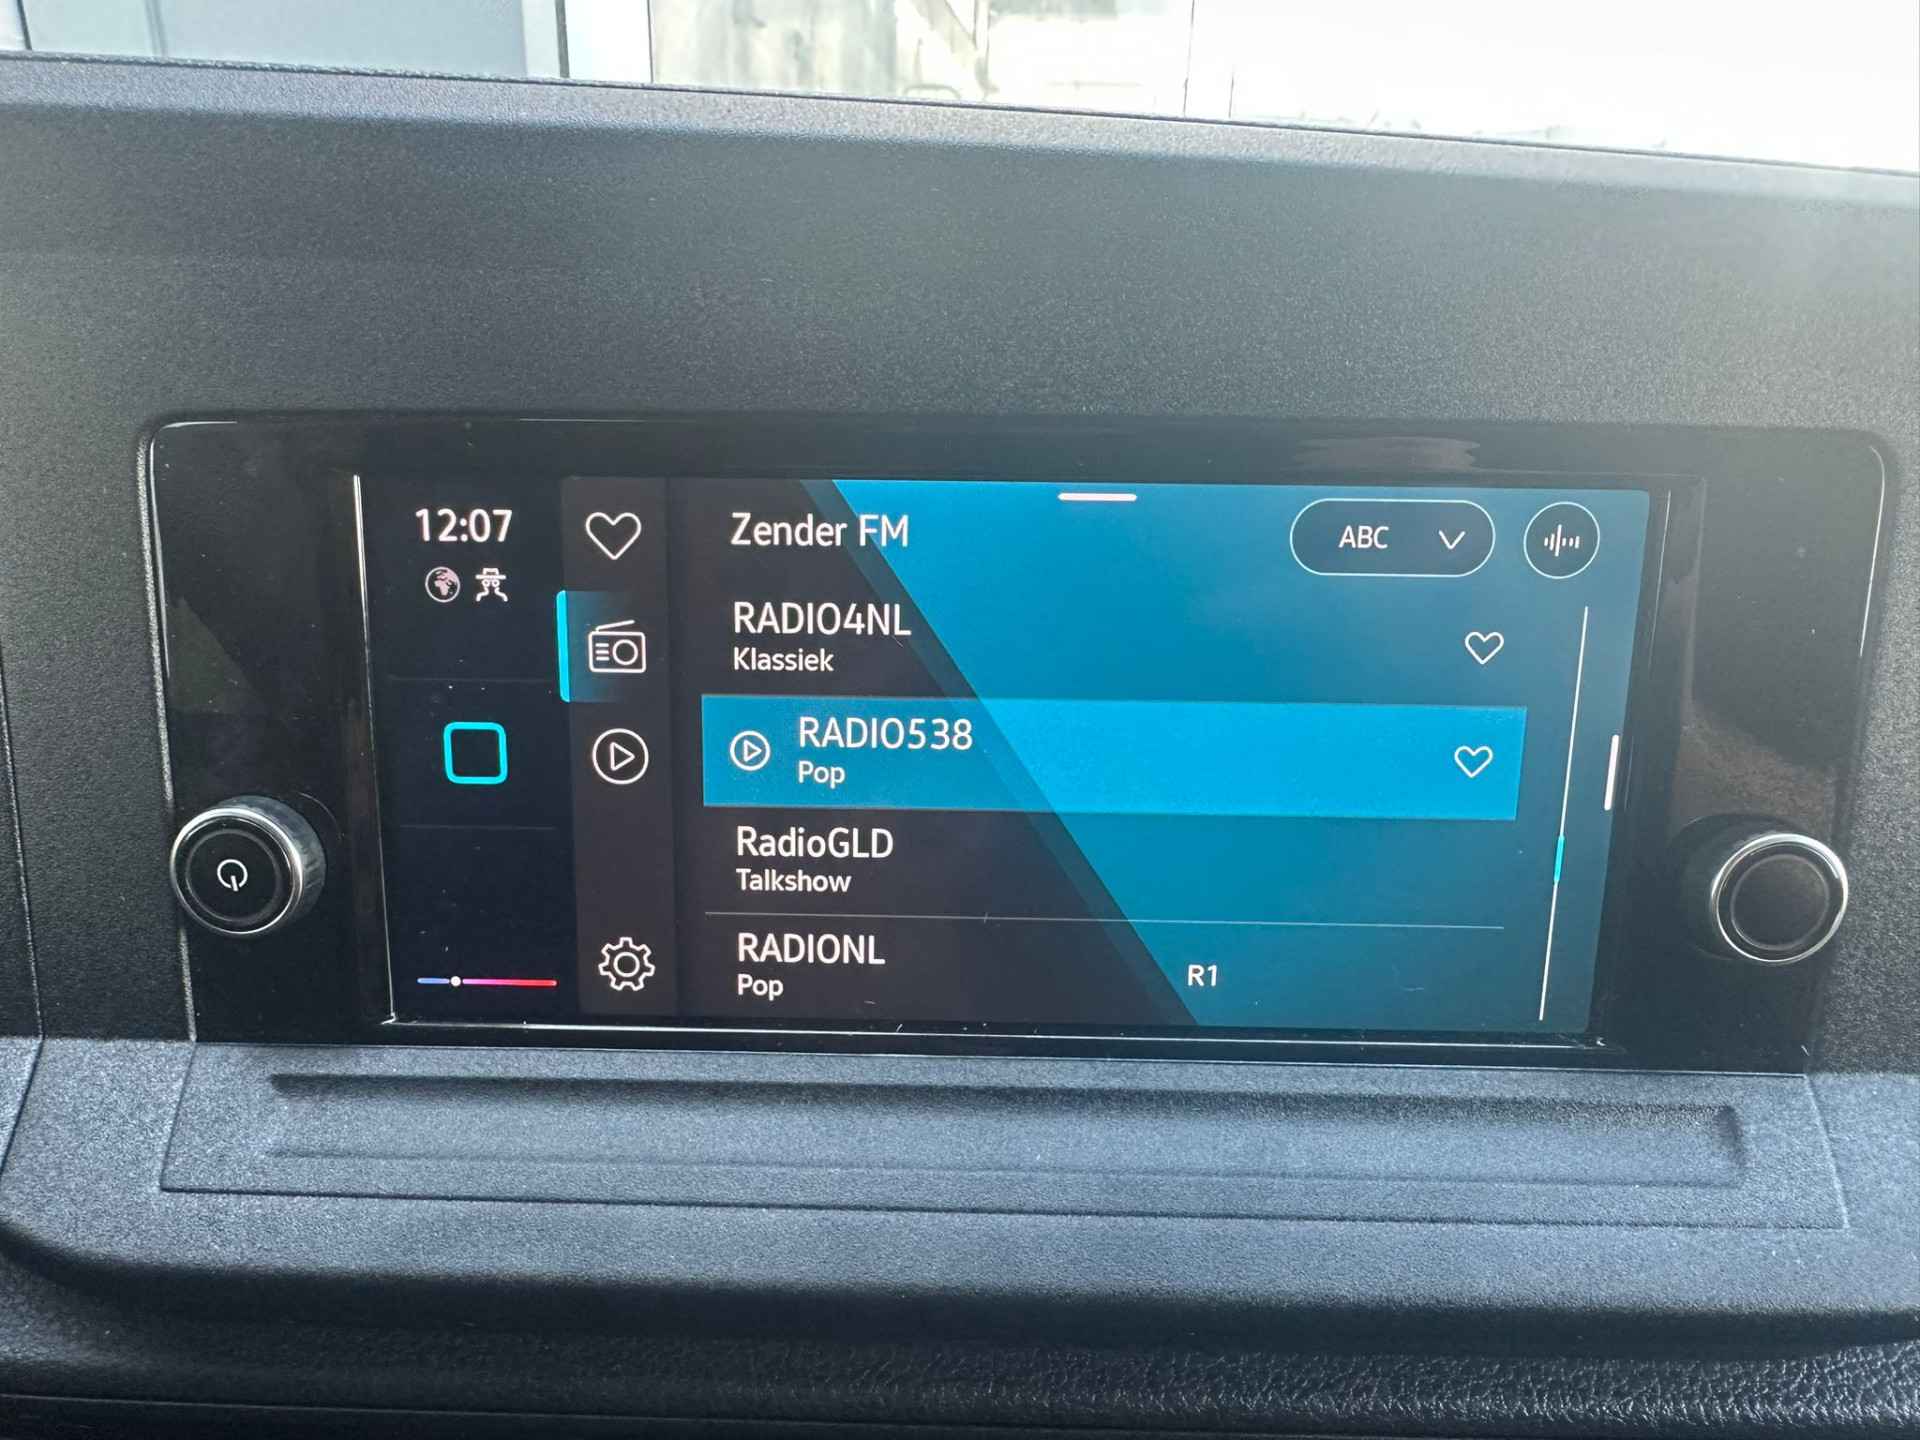 12:07
Zender FM
ABC
RADIO4NL
Klassiek
RADIO538
Pop
RadioGLD
Talkshow
RADIONL
Pop
R1